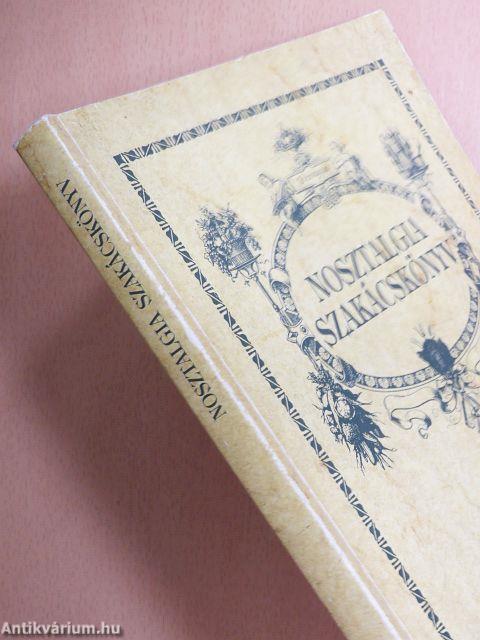 NOSZTALGIA
SZAKÁCSKÖNYV
NOSZTALGIA SZAKÁCSKÖNYV
Antikvárium.hu